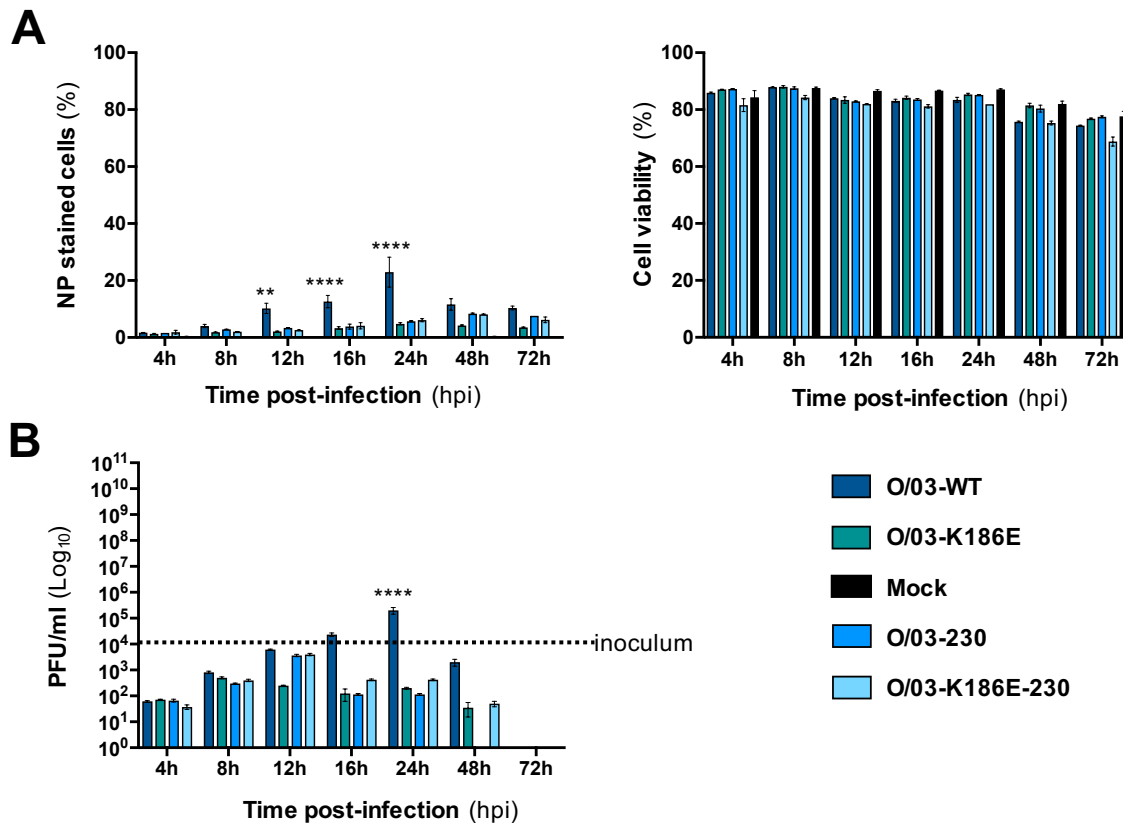 A
NP stained cells (%)
100
80
60
40
20
0
**
****
****
4h 8h 12h 16h 24h 48h 72h
Time post-infection (hpi)
Cell viability (%)
100
80
60
40
20
0
4h 8h 12h 16h 24h 48h 72h
Time post-infection (hpi)
B
PFU/ml (Log₁₀)
10¹¹
10¹⁰
10⁹
10⁸
10⁷
10⁶
10⁵
10⁴
10³
10²
10¹
10⁰
****
inoculum
4h 8h 12h 16h 24h 48h 72h
Time post-infection (hpi)
O/03-WT
O/03-K186E
Mock
O/03-230
O/03-K186E-230